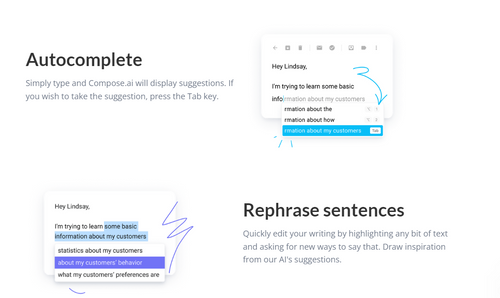 Autocomplete
Simply type and Compose.ai will display suggestions. If
you wish to take the suggestion, press the Tab key.
Hey Lindsay,
I'm trying to learn some basic
information about my customers
rmation about the
rmation about how
rmation about my customers Tab
Hey Lindsay,
I'm trying to learn some basic
information about my customers
statistics about my customers
about my customers' behavior
what my customers' preferences are
Rephrase sentences
Quickly edit your writing by highlighting any bit of text
and asking for new ways to say that. Draw inspiration
from our AI's suggestions.